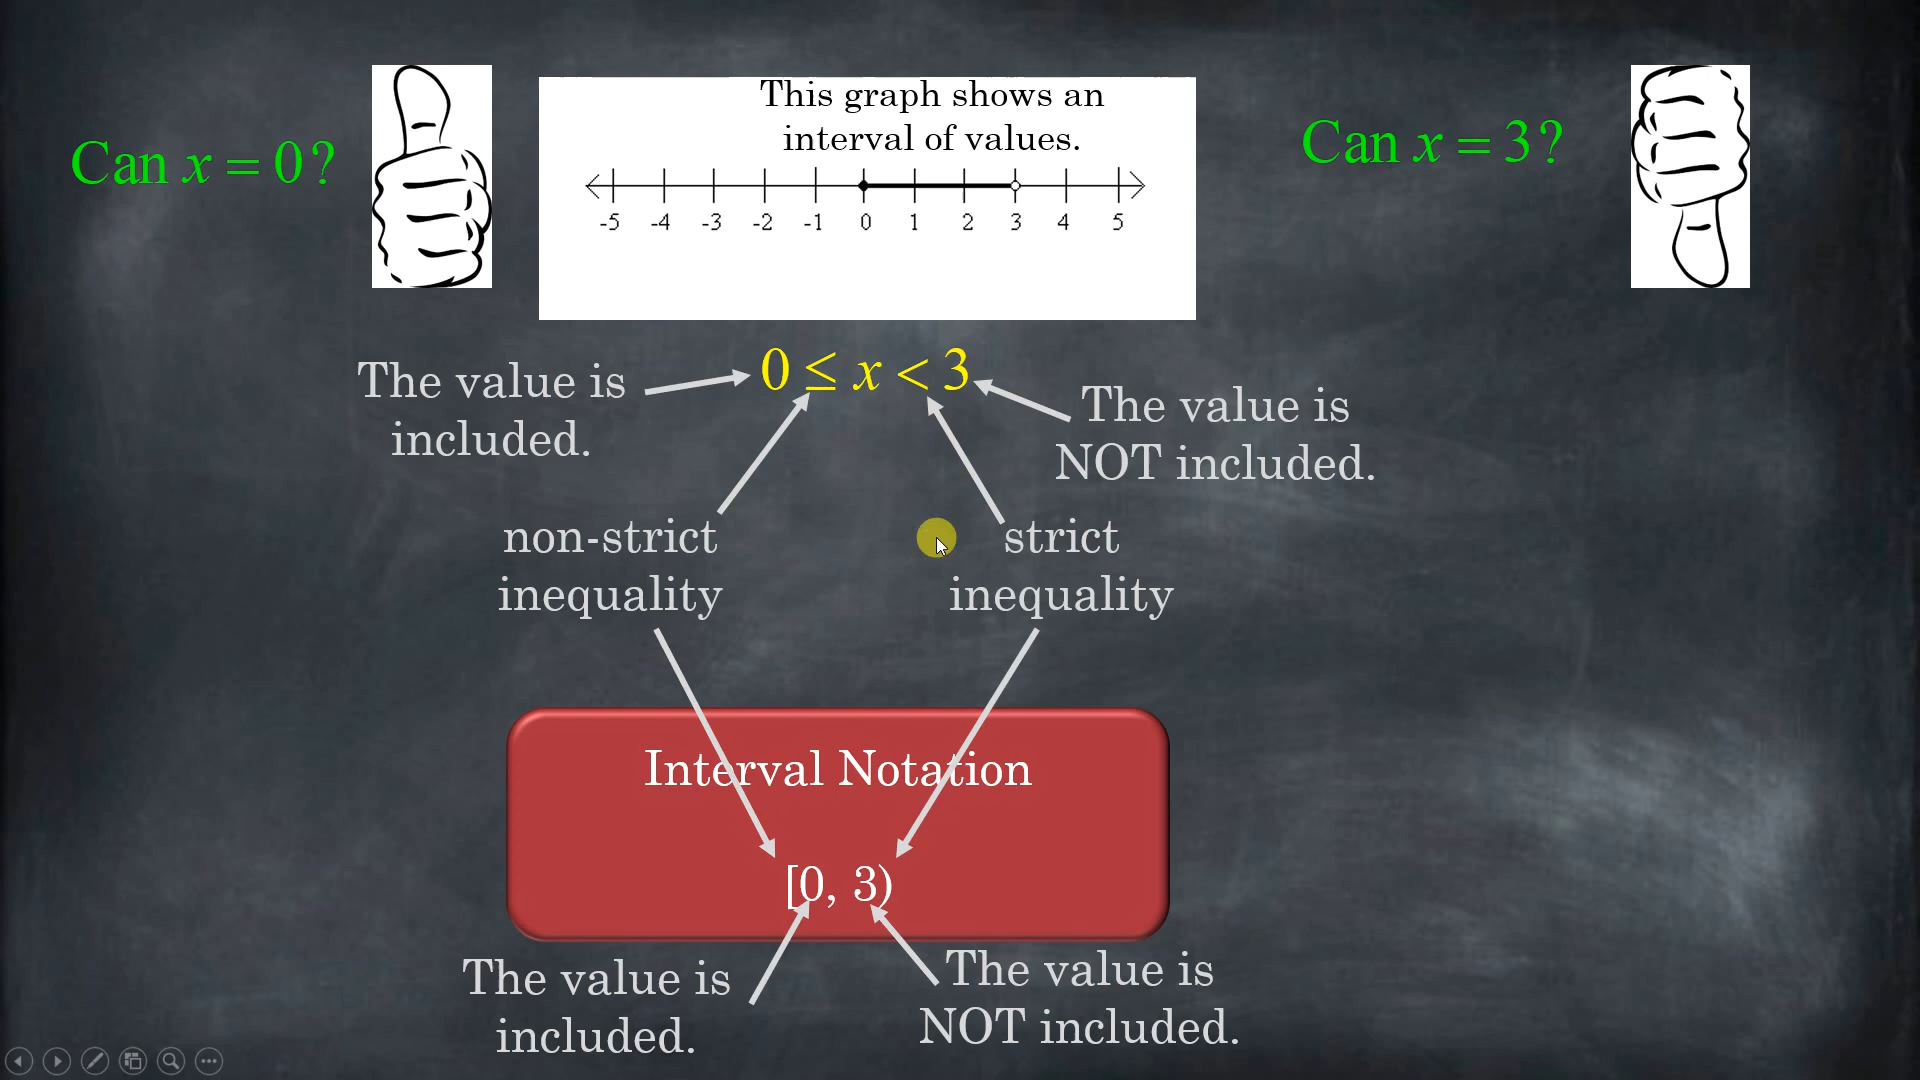 This graph shows an
interval of values.
Can x = 0?
Can x = 3?
-5 -4 -3 -2 -1 0 1 2 3 4 5
0 ≤ x < 3
The value is
included.
The value is
NOT included.
non-strict
inequality
strict
inequality
Interval Notation
[0, 3)
The value is
included.
The value is
NOT included.